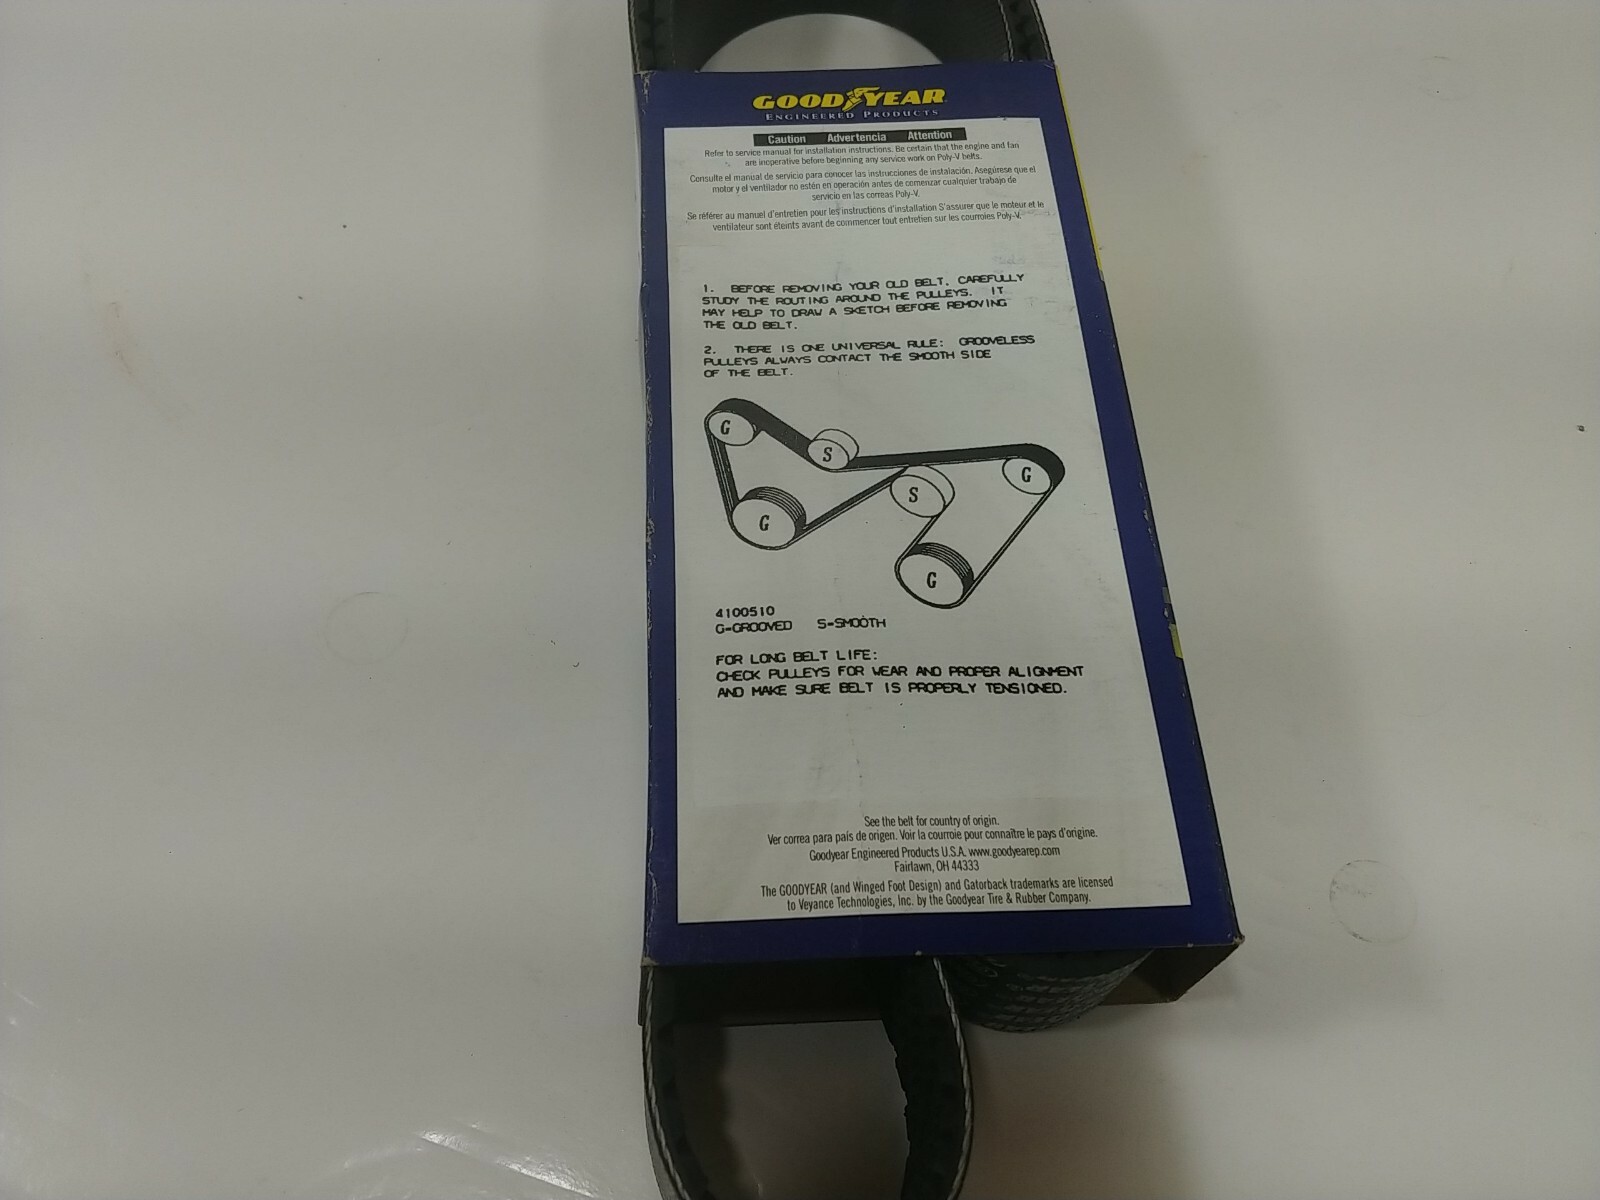 GOODYEAR
ENGINEERED PRODUCTS
Caution Advertencia Attention
Refer to service manual for installation instructions. Be certain that the engine and fan
are inoperative before beginning any service work on Poly-V belts.
Consulte el manual de servicio para conocer las instrucciones de instalación. Asegúrese que el
motor y el ventilador no estén en operación antes de comenzar cualquier trabajo de
servicio en las correas Poly-V.
Se référer au manuel d'entretien pour les instructions d'installation S'assurer que le moteur et le
ventilateur sont éteints avant de commencer tout entretien sur les courroies Poly-V.
1. BEFORE REMOVING YOUR OLD BELT, CAREFULLY
STUDY THE ROUTING AROUND THE PULLEYS. IT
MAY HELP TO DRAW A SKETCH BEFORE REMOVING
THE OLD BELT.
2. THERE IS ONE UNIVERSAL RULE: GROOVELESS
PULLEYS ALWAYS CONTACT THE SMOOTH SIDE
OF THE BELT.
G
S
G
S
G
G
4100510
G=GROOVED S=SMOOTH
FOR LONG BELT LIFE:
CHECK PULLEYS FOR WEAR AND PROPER ALIGNMENT
AND MAKE SURE BELT IS PROPERLY TENSIONED.
See the belt for country of origin.
Ver correa para país de origen. Voir la courroie pour connaître le pays d'origine.
Goodyear Engineered Products U.S.A. www.goodyearep.com
Fairlawn, OH 44333
The GOODYEAR (and Winged Foot Design) and Gatorback trademarks are licensed
to Veyance Technologies, Inc. by the Goodyear Tire & Rubber Company.